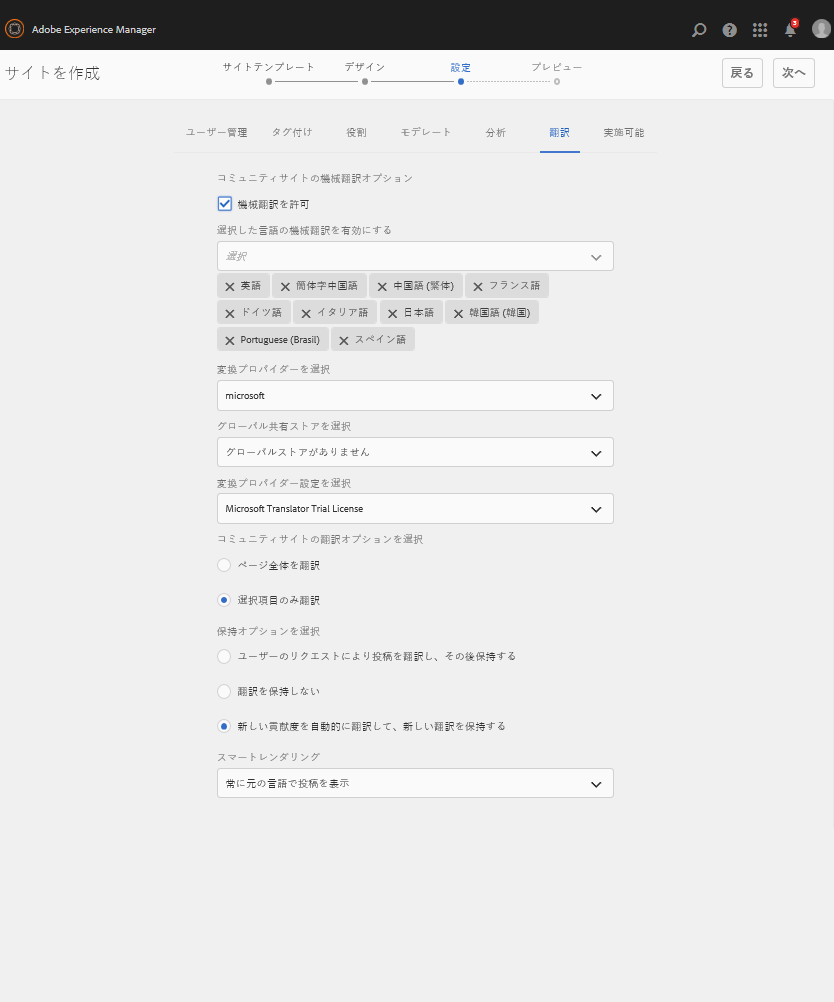 Adobe Experience Manager
3
サイトを作成
サイトテンプレート デザイン 設定 プレビュー
戻る 次へ
ユーザー管理 タグ付け 役割 モデレート 分析 翻訳 実施可能
コミュニティサイトの機械翻訳オプション
機械翻訳を許可
選択した言語の機械翻訳を有効にする
選択
英語 簡体字中国語 中国語 (繁体) フランス語
ドイツ語 イタリア語 日本語 韓国語 (韓国)
Portuguese (Brasil) スペイン語
変換プロバイダーを選択
microsoft
グローバル共有ストアを選択
グローバルストアがありません
変換プロバイダー設定を選択
Microsoft Translator Trial License
コミュニティサイトの翻訳オプションを選択
ページ全体を翻訳
選択項目のみ翻訳
保持オプションを選択
ユーザーのリクエストにより投稿を翻訳し、その後保持する
翻訳を保持しない
新しい貢献度を自動的に翻訳して、新しい翻訳を保持する
スマートレンダリング
常に元の言語で投稿を表示